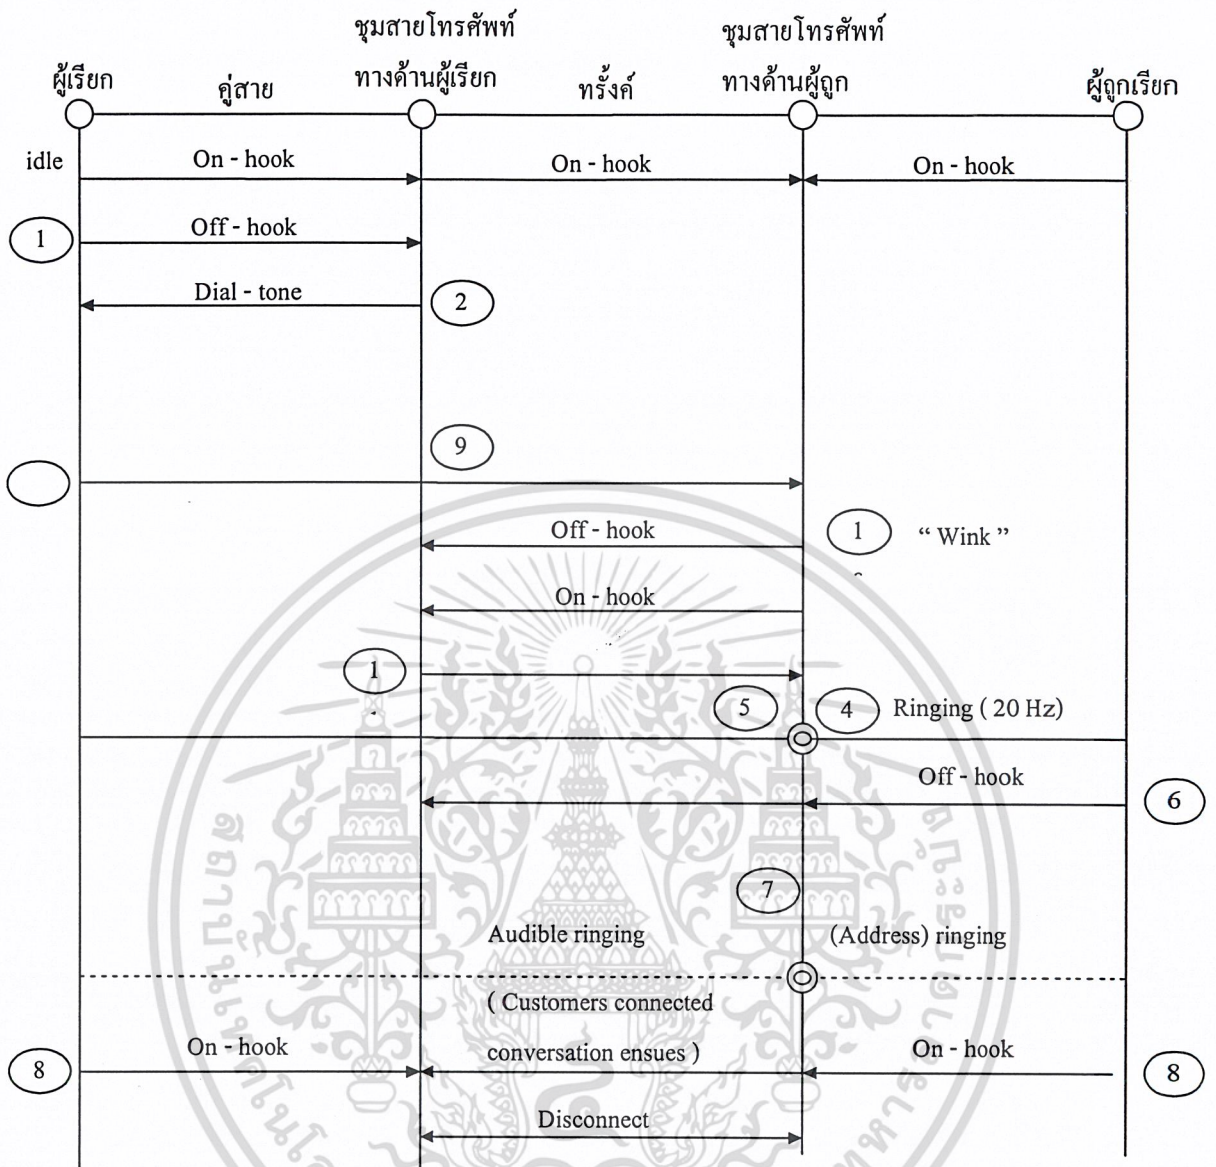 ชุมสายโทรศัพท์
ชุมสายโทรศัพท์
ผู้เรียก
คู่สาย
ทางด้านผู้เรียก
ทรั้งค์
ทางด้านผู้ถูก
ผู้ถูกเรียก
idle
On - hook
On - hook
On - hook
1
Off - hook
Dial - tone
2
9
Off - hook
1
“ Wink ”
On - hook
1
5
4
Ringing ( 20 Hz)
Off - hook
6
7
Audible ringing
(Address) ringing
( Customers connected
conversation ensues )
8
On - hook
On - hook
8
Disconnect